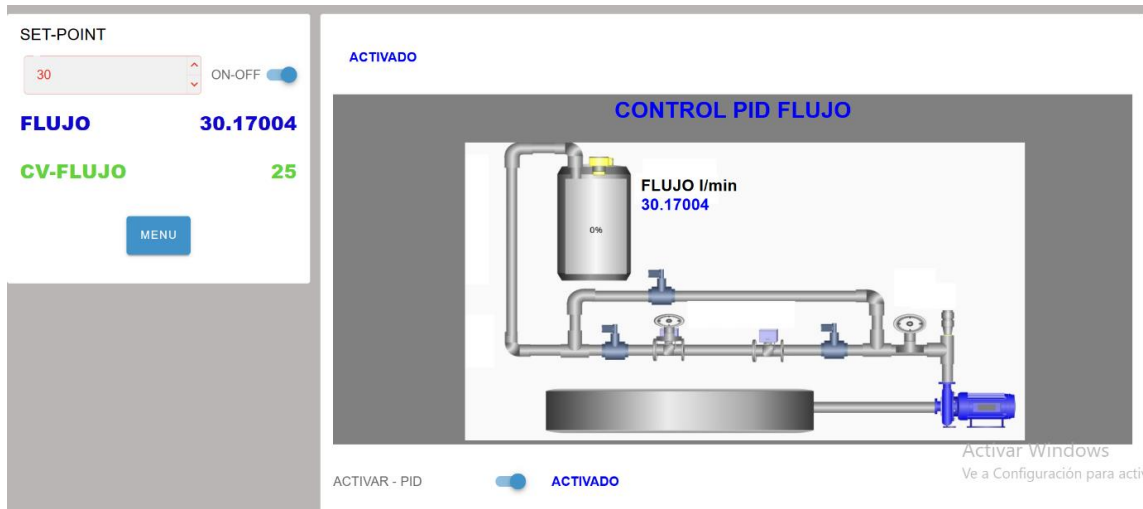 SET-POINT
30
ON-OFF
FLUJO 30.17004
CV-FLUJO 25
MENU
ACTIVADO
CONTROL PID FLUJO
FLUJO l/min
30.17004
0%
ACTIVAR - PID
ACTIVADO
Activar Windows
Ve a Configuración para activ